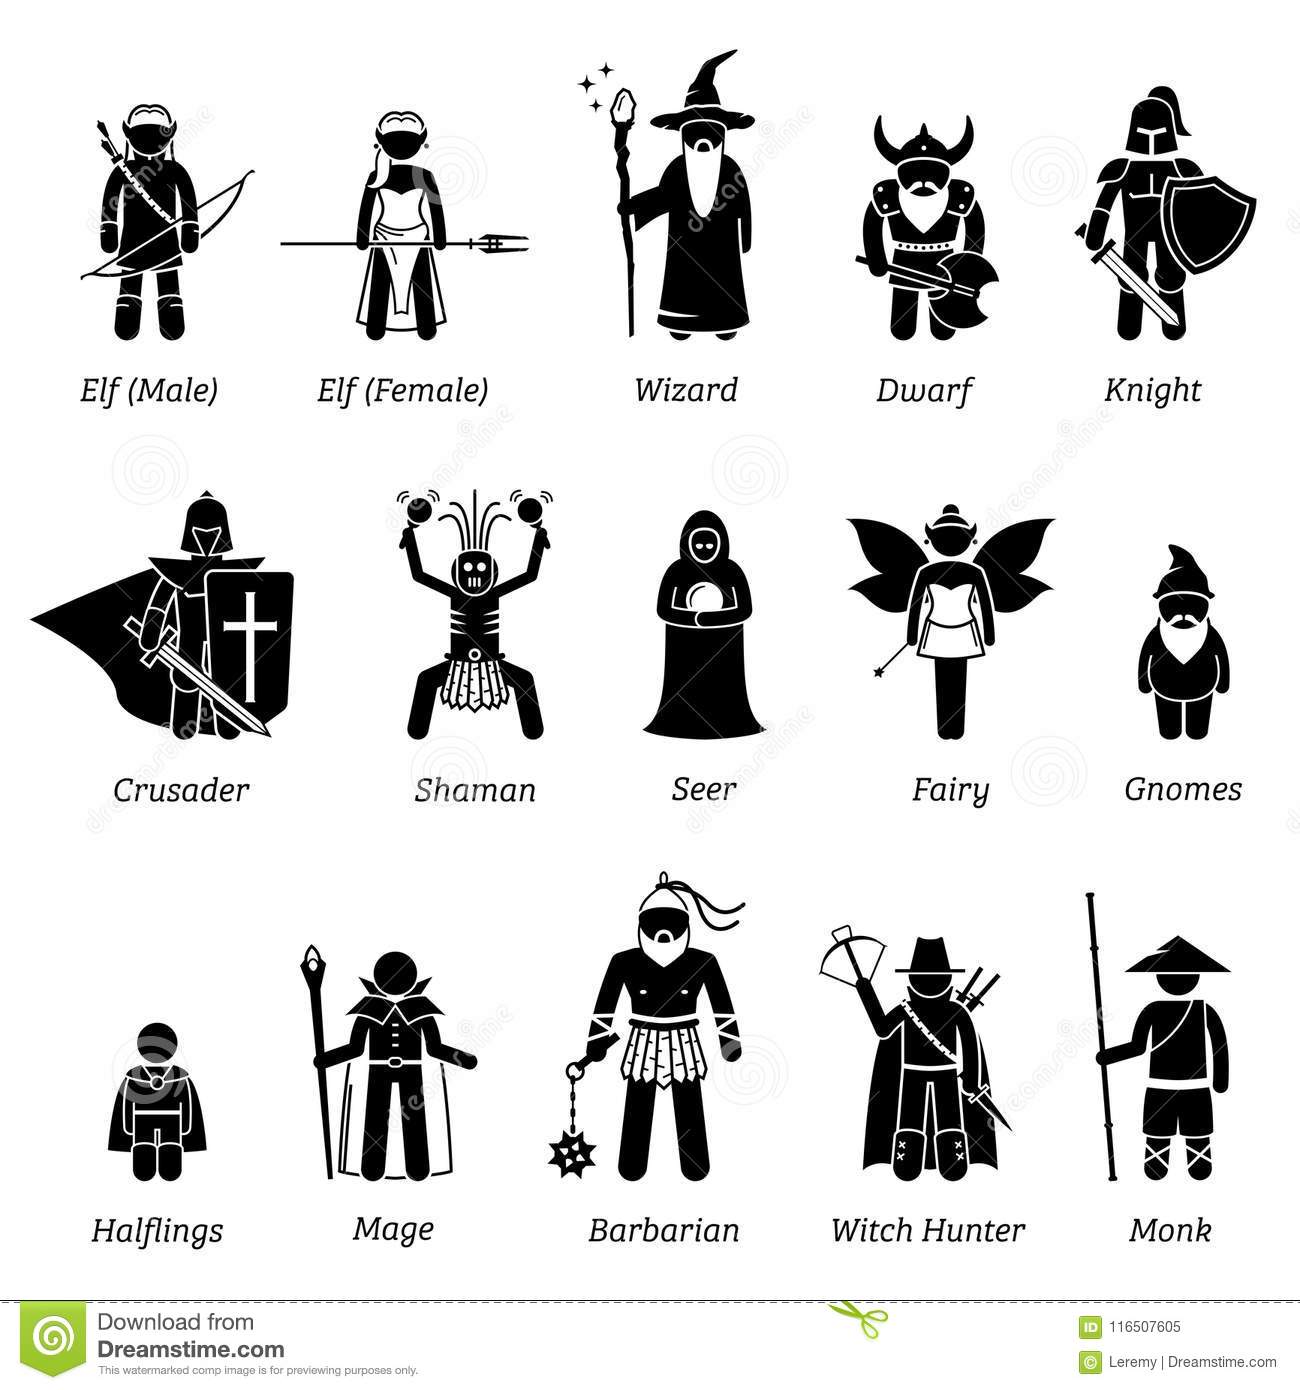 Elf (Male) Elf (Female) Wizard Dwarf Knight
Crusader Shaman Seer Fairy Gnomes
Halflings Mage Barbarian Witch Hunter Monk
Download from
Dreamstime.com
This watermarked comp image is for previewing purposes only.
ID 116507605
© Leremy | Dreamstime.com